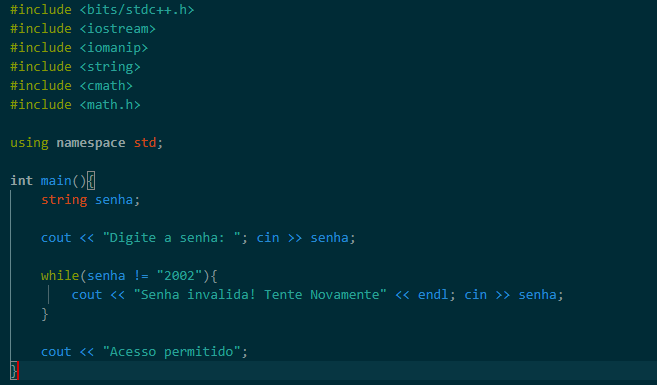 #include <bits/stdc++.h>
#include <iostream>
#include <iomanip>
#include <string>
#include <cmath>
#include <math.h>
using namespace std;
int main(){
string senha;
cout << "Digite a senha: "; cin >> senha;
while(senha != "2002"){
cout << "Senha invalida! Tente Novamente" << endl; cin >> senha;
}
cout << "Acesso permitido";
}